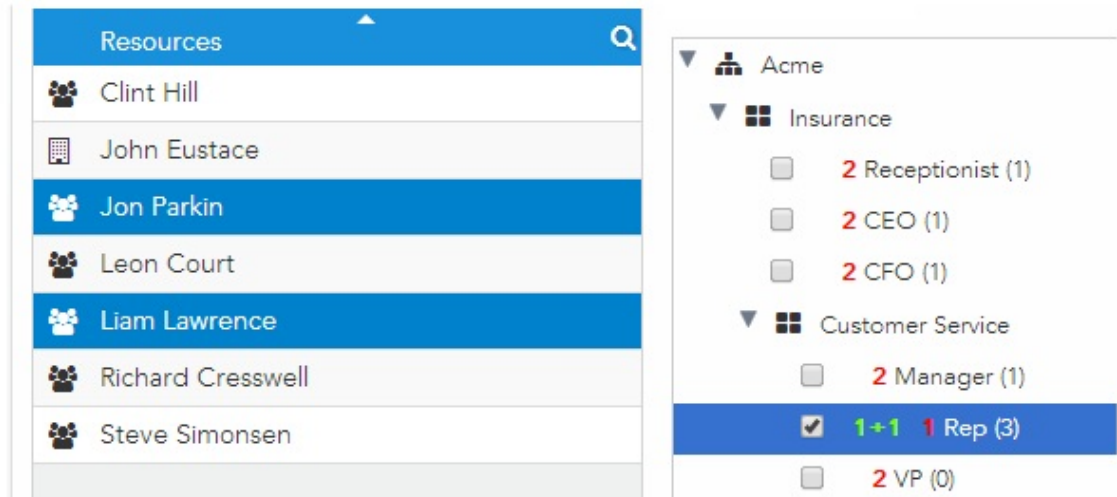 Resources
Clint Hill
John Eustace
Jon Parkin
Leon Court
Liam Lawrence
Richard Cresswell
Steve Simonsen
Acme
Insurance
2 Receptionist (1)
2 CEO (1)
2 CFO (1)
Customer Service
2 Manager (1)
1+1 1 Rep (3)
2 VP (0)